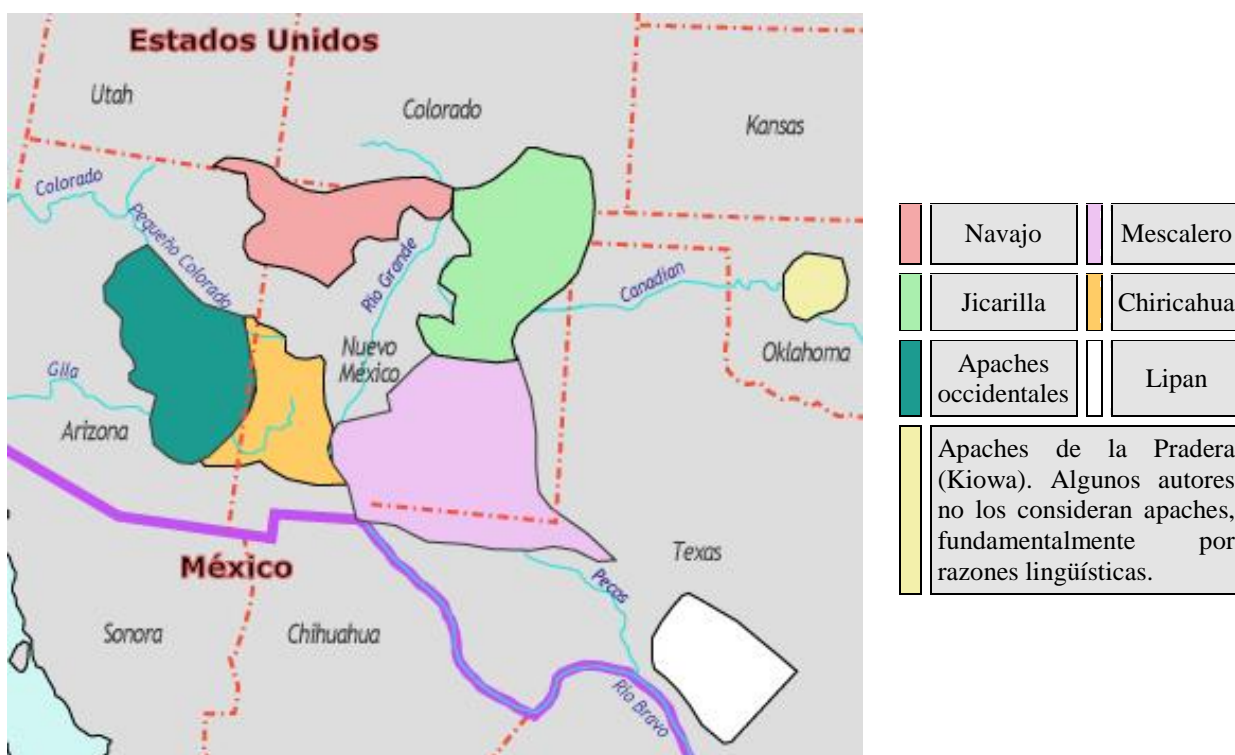 Estados Unidos
Utah
Colorado
Kansas
Colorado
Pequeño Colorado
Río Grande
Canadian
Nuevo
México
Oklahoma
Gila
Arizona
México
Texas
Pecos
Sonora
Chihuahua
Río Bravo
Navajo
Mescalero
Jicarilla
Chiricahua
Apaches
occidentales
Lipan
Apaches de la Pradera
(Kiowa). Algunos autores
no los consideran apaches,
fundamentalmente por
razones lingüísticas.